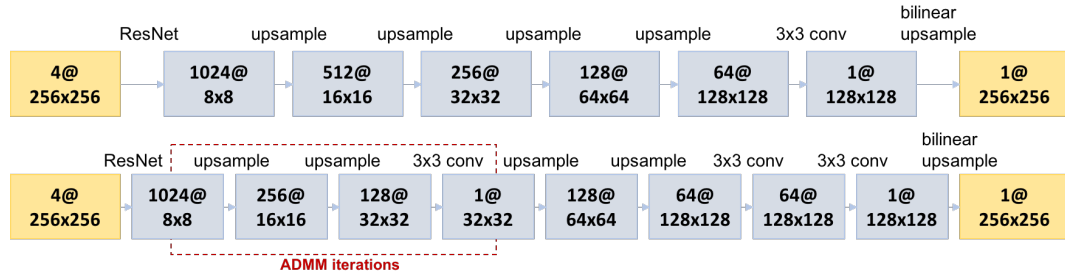 bilinear
ResNet upsample upsample upsample upsample 3x3 conv upsample
4@ 1024@ 512@ 256@ 128@ 64@ 1@ 1@
256x256 8x8 16x16 32x32 64x64 128x128 128x128 256x256
bilinear
ResNet upsample upsample 3x3 conv upsample upsample 3x3 conv 3x3 conv upsample
4@ 1024@ 256@ 128@ 1@ 128@ 64@ 64@ 1@ 1@
256x256 8x8 16x16 32x32 32x32 64x64 128x128 128x128 128x128 256x256
ADMM iterations